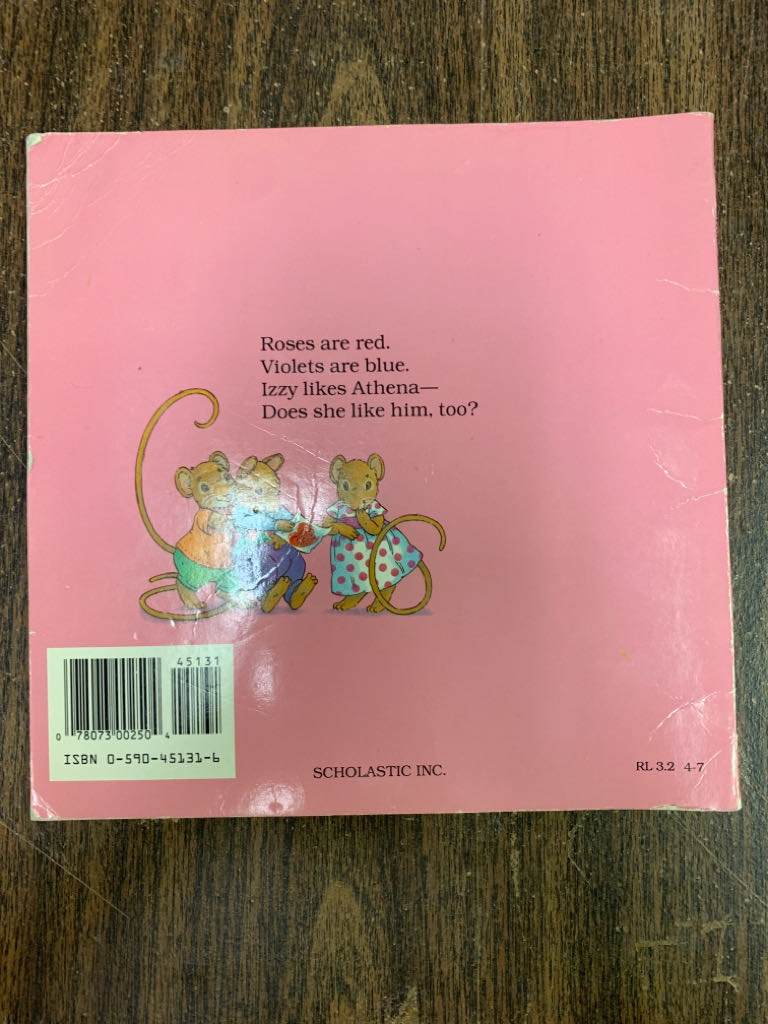 Roses are red.
Violets are blue.
Izzy likes Athena—
Does she like him, too?
45131
0 78073 00250 4
ISBN 0-590-45131-6
SCHOLASTIC INC.
RL 3.2 4-7